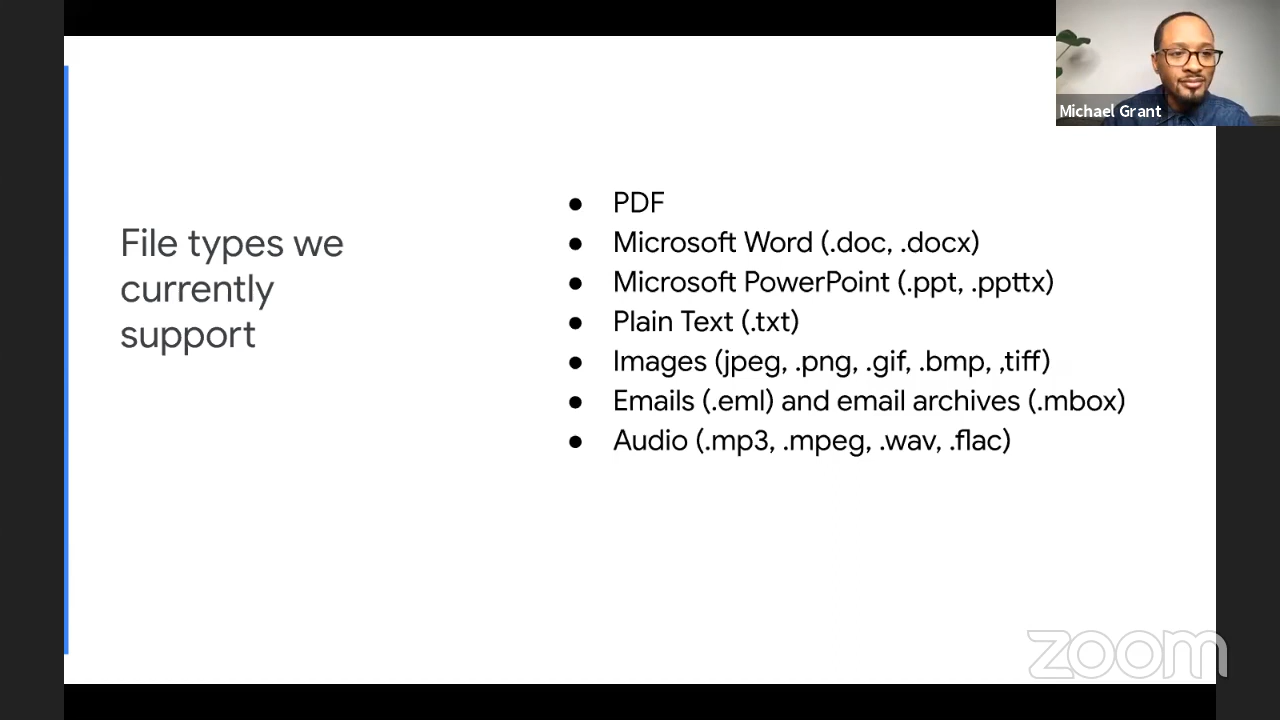 Michael Grant
File types we
currently
support
● PDF
● Microsoft Word (.doc, .docx)
● Microsoft PowerPoint (.ppt, .ppttx)
● Plain Text (.txt)
● Images (jpeg, .png, .gif, .bmp, ,tiff)
● Emails (.eml) and email archives (.mbox)
● Audio (.mp3, .mpeg, .wav, .flac)
zoom